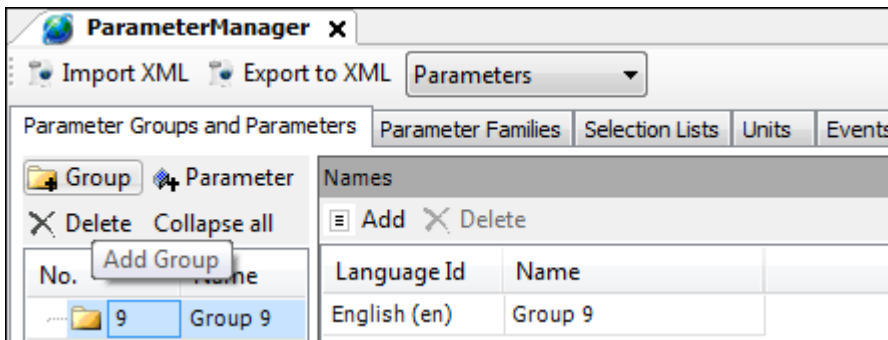 ParameterManager
Import XML Export to XML Parameters
Parameter Groups and Parameters Parameter Families Selection Lists Units Events
Group Parameter Names
Delete Collapse all Add Delete
Add Group
No. Name Language Id Name
9 Group 9 English (en) Group 9